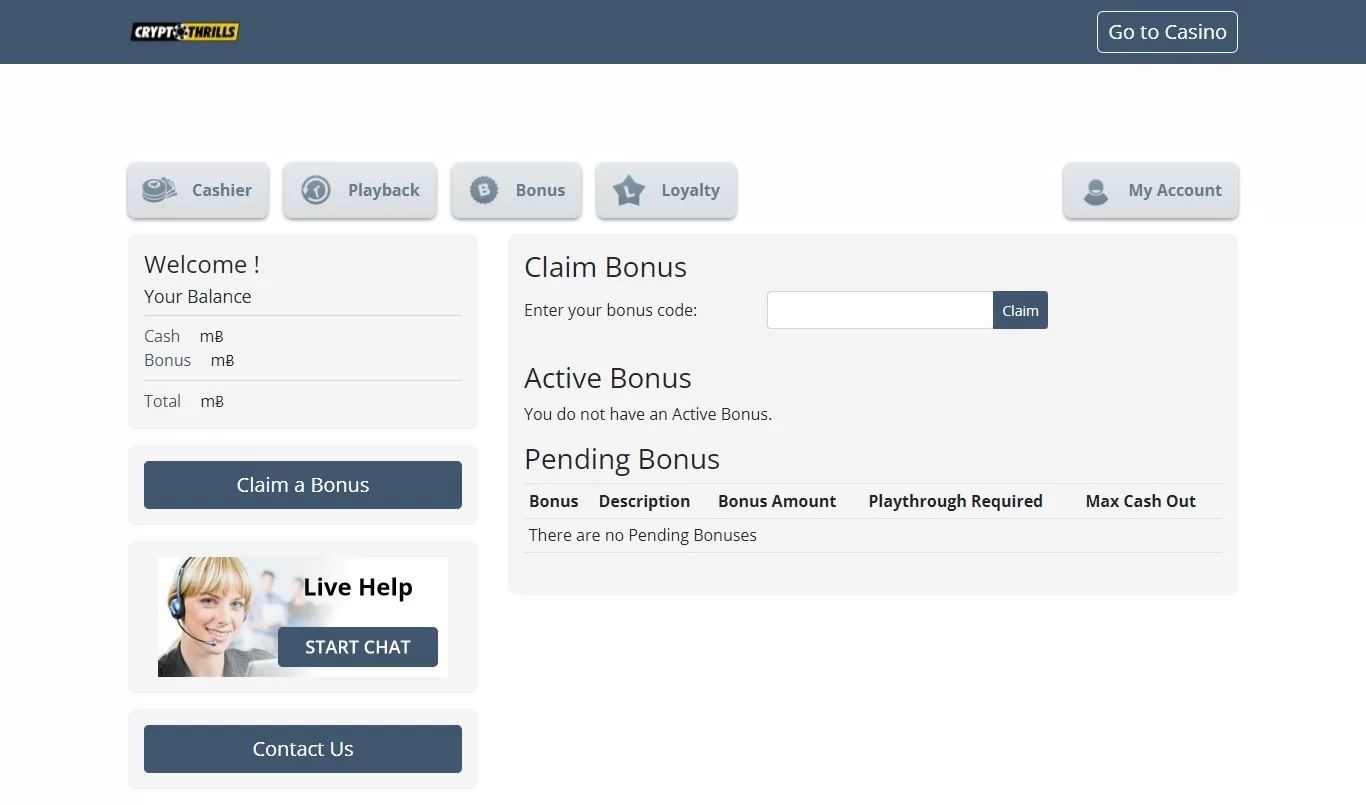 CRYPTOTHRILLS
Go to Casino
Cashier
Playback
Bonus
Loyalty
My Account
Welcome !
Your Balance
Cash mɃ
Bonus mɃ
Total mɃ
Claim a Bonus
Live Help
START CHAT
Contact Us
Claim Bonus
Enter your bonus code:
Claim
Active Bonus
You do not have an Active Bonus.
Pending Bonus
Bonus Description Bonus Amount Playthrough Required Max Cash Out
There are no Pending Bonuses